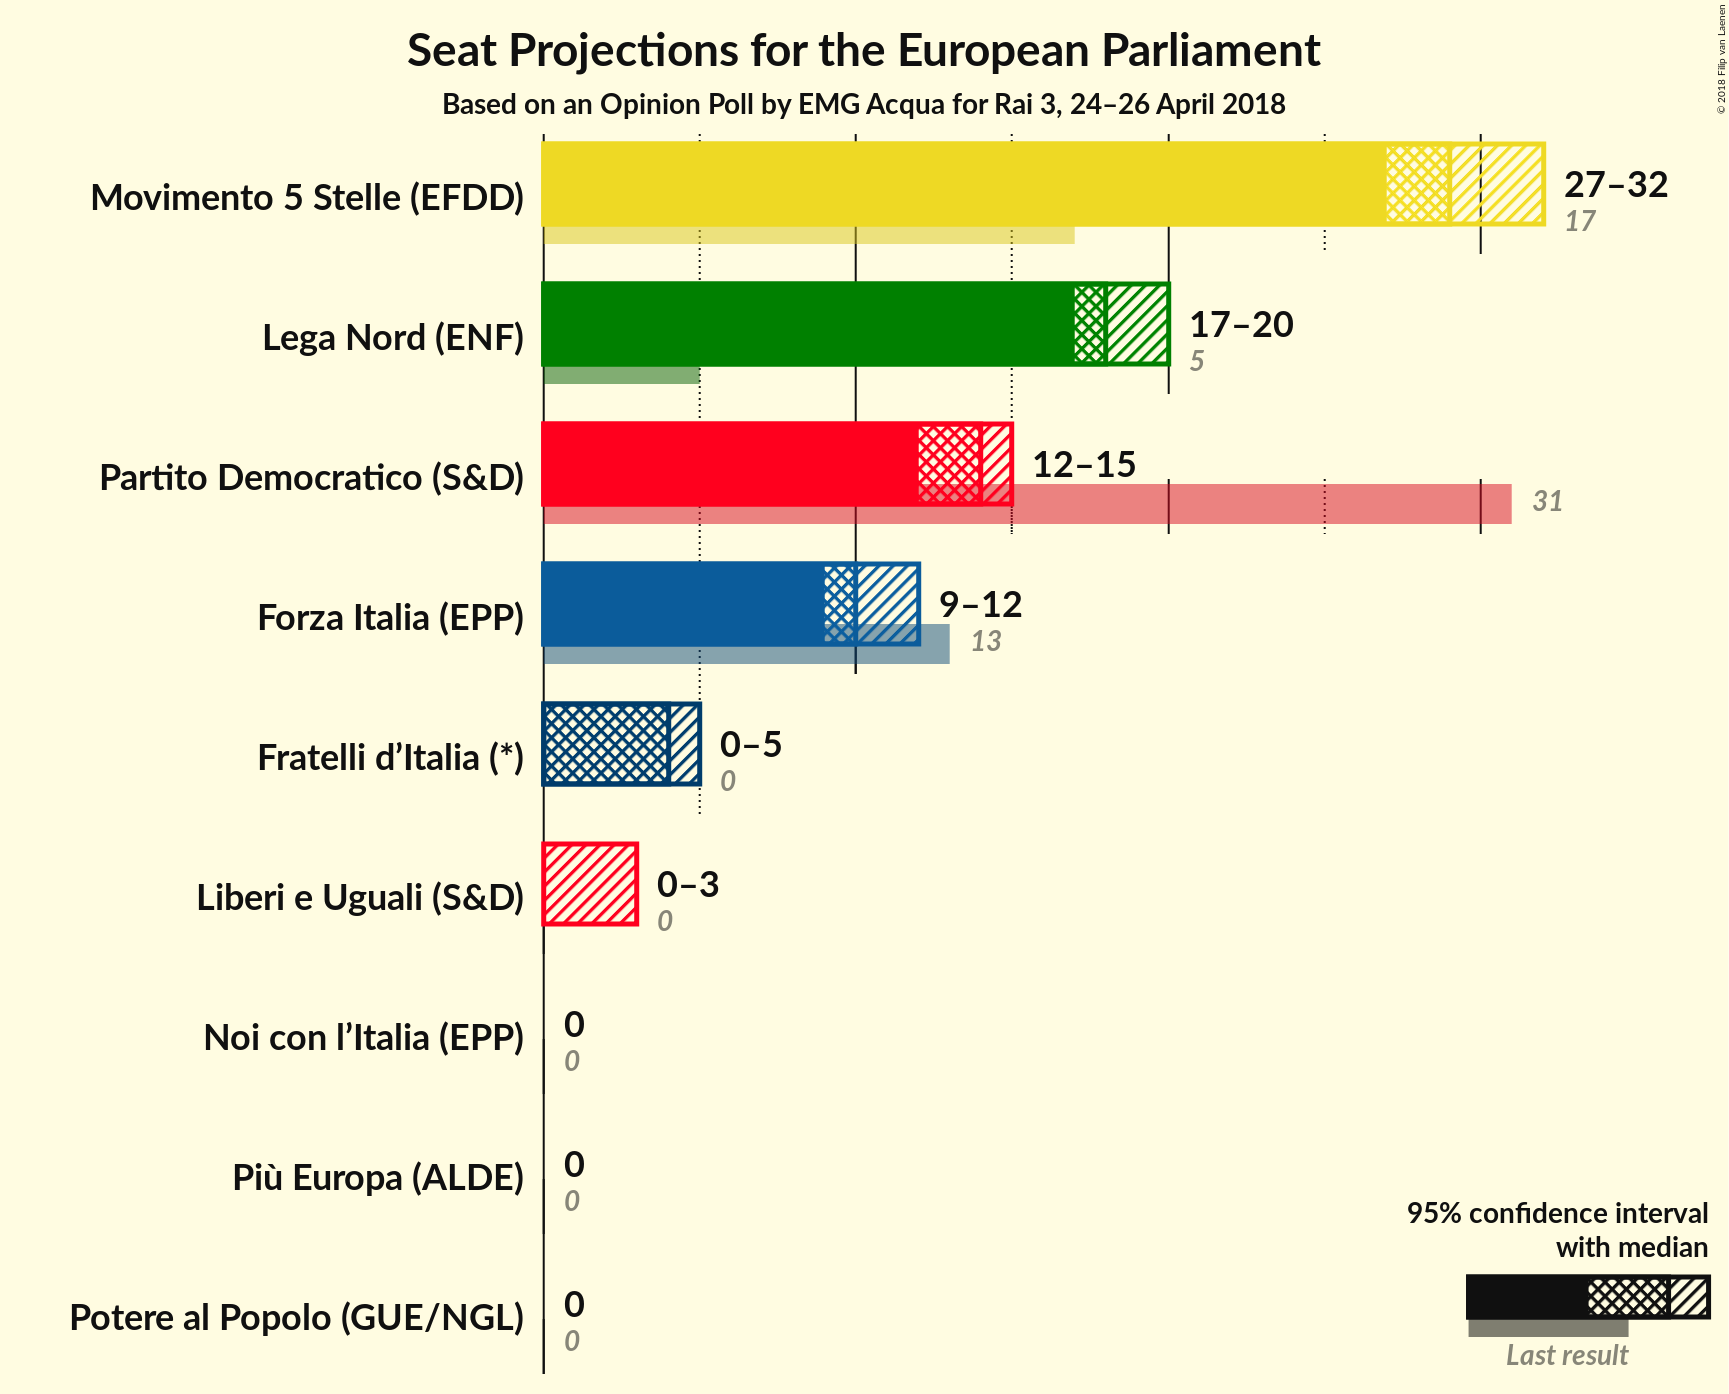 Seat Projections for the European Parliament
Based on an Opinion Poll by EMG Acqua for Rai 3, 24–26 April 2018
© 2018 Filip van Laenen
Movimento 5 Stelle (EFDD)
27–32
17
Lega Nord (ENF)
17–20
5
Partito Democratico (S&D)
12–15
31
Forza Italia (EPP)
9–12
13
Fratelli d’Italia (*)
0–5
0
Liberi e Uguali (S&D)
0–3
0
Noi con l’Italia (EPP)
0
0
Più Europa (ALDE)
0
0
Potere al Popolo (GUE/NGL)
0
0
95% confidence interval
with median
Last result